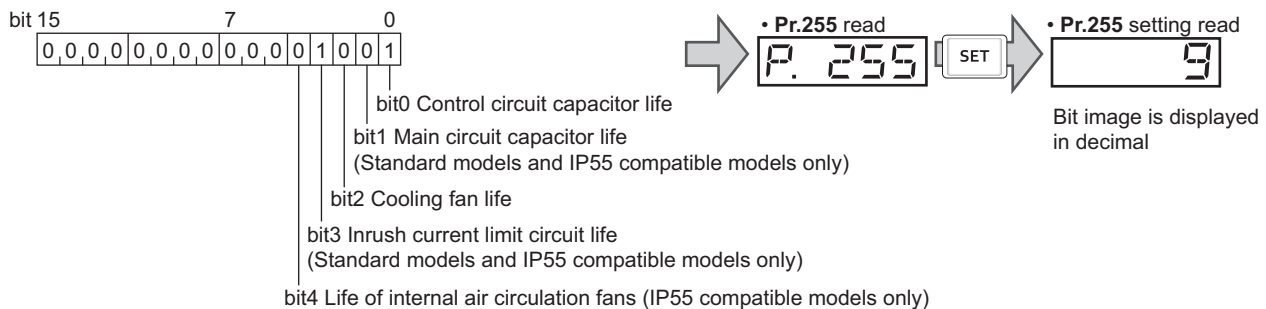 bit 15 7 0
0 0 0 0 0 0 0 0 0 0 0 0 1 0 0 1
bit0 Control circuit capacitor life
bit1 Main circuit capacitor life
(Standard models and IP55 compatible models only)
bit2 Cooling fan life
bit3 Inrush current limit circuit life
(Standard models and IP55 compatible models only)
bit4 Life of internal air circulation fans (IP55 compatible models only)
• Pr.255 read
P. 255
SET
• Pr.255 setting read
9
Bit image is displayed
in decimal